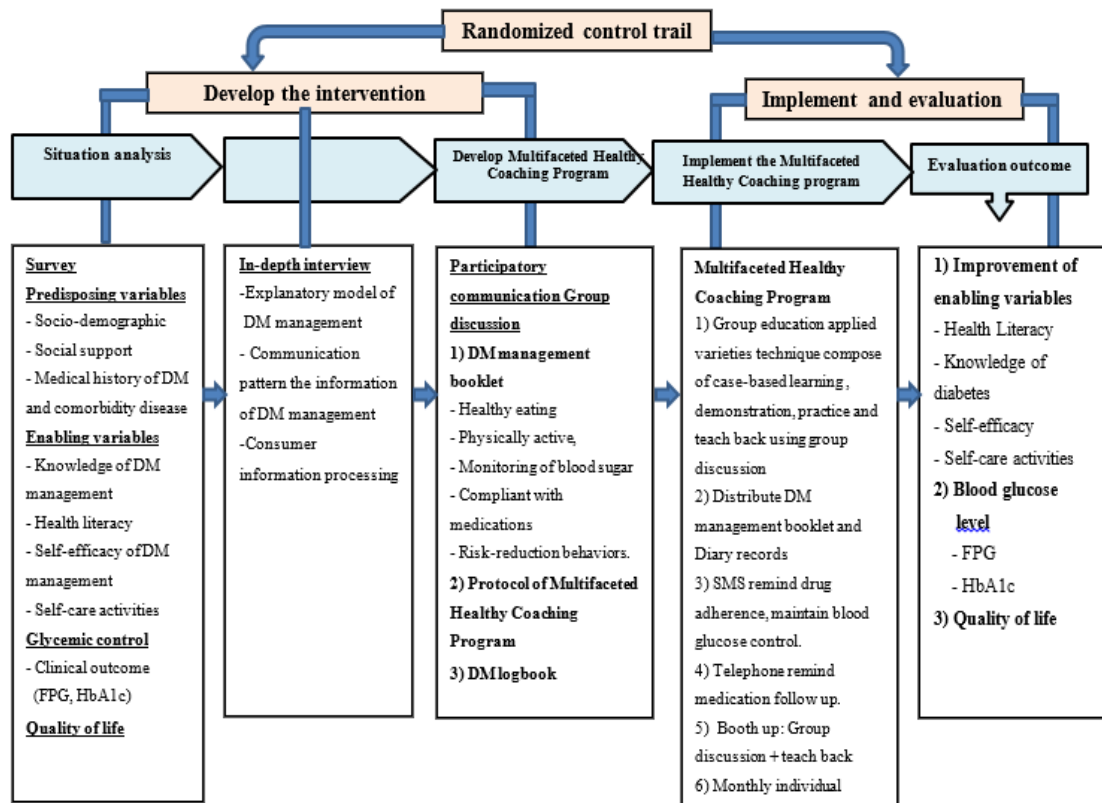 Randomized control trail
Develop the intervention
Implement and evaluation
Situation analysis
Develop Multifaceted Healthy
Coaching Program
Implement the Multifaceted
Healthy Coaching program
Evaluation outcome
Survey
Predisposing variables
- Socio-demographic
- Social support
- Medical history of DM
and comorbidity disease
Enabling variables
- Knowledge of DM
management
- Health literacy
- Self-efficacy of DM
management
- Self-care activities
Glycemic control
- Clinical outcome
(FPG, HbA1c)
Quality of life
In-depth interview
-Explanatory model of
DM management
- Communication
pattern the information
of DM management
-Consumer
information processing
Participatory
communication Group
discussion
1) DM management
booklet
- Healthy eating
- Physically active,
- Monitoring of blood sugar
- Compliant with
medications
- Risk-reduction behaviors.
2) Protocol of Multifaceted
Healthy Coaching
Program
3) DM logbook
Multifaceted Healthy
Coaching Program
1) Group education applied
varieties technique compose
of case-based learning ,
demonstration, practice and
teach back using group
discussion
2) Distribute DM
management booklet and
Diary records
3) SMS remind drug
adherence, maintain blood
glucose control.
4) Telephone remind
medication follow up.
5) Booth up: Group
discussion + teach back
6) Monthly individual
1) Improvement of
enabling variables
- Health Literacy
- Knowledge of
diabetes
- Self-efficacy
- Self-care activities
2) Blood glucose
level
- FPG
- HbA1c
3) Quality of life